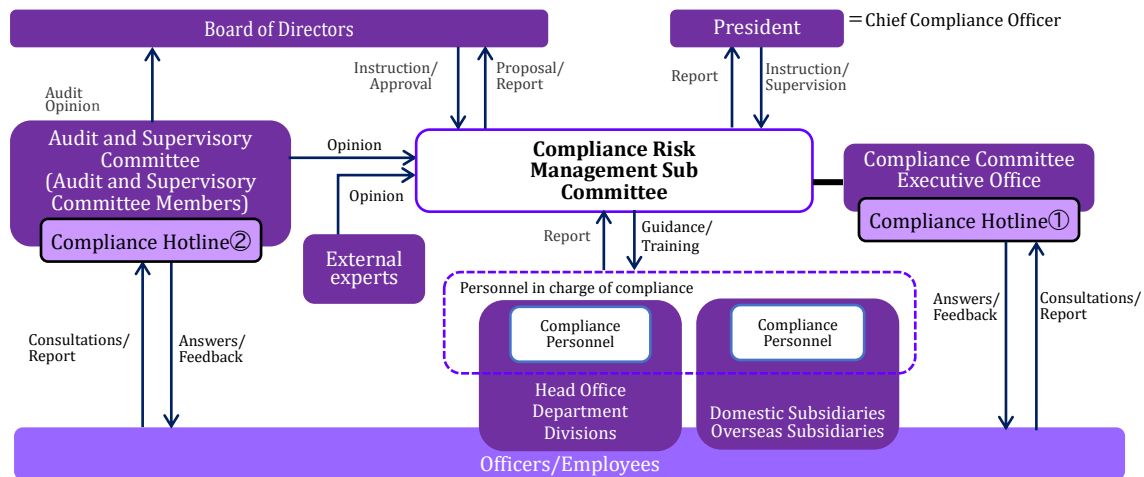 Board of Directors
President
＝Chief Compliance Officer
Audit
Opinion
Instruction/
Approval
Proposal/
Report
Report
Instruction/
Supervision
Audit and Supervisory
Committee
(Audit and Supervisory
Committee Members)
Compliance Hotline②
Opinion
Opinion
External
experts
Compliance Risk
Management Sub
Committee
Compliance Committee
Executive Office
Compliance Hotline①
Report
Guidance/
Training
Personnel in charge of compliance
Compliance
Personnel
Compliance
Personnel
Head Office
Department
Divisions
Domestic Subsidiaries
Overseas Subsidiaries
Consultations/
Report
Answers/
Feedback
Answers/
Feedback
Consultations/
Report
Officers/Employees